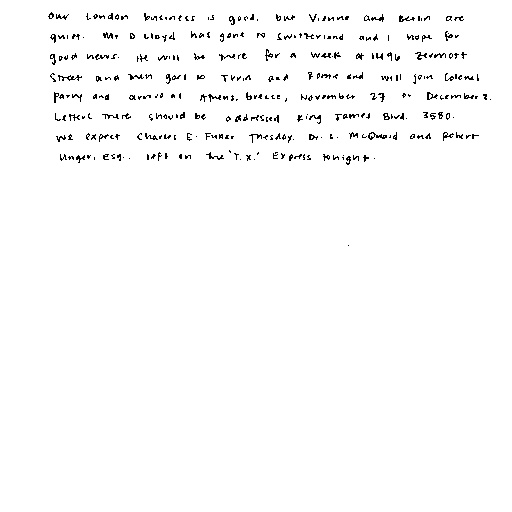 Our London business is good, but Vienna and Berlin are
quiet. Mr D Lloyd has gone to Switzerland and I hope for
good news. He will be there for a week at 1496 Zermott
Street and then goes to Turin and Rome and will join Colonel
Parry and arrive at Athens, Greece, November 27 or December 2.
Letters there should be addressed King James Blvd. 3580.
We expect Charles E. Fuller Tuesday. Dr. L. McQuaid and Robert
Unger, Esq., left on the "T.X." Express tonight.